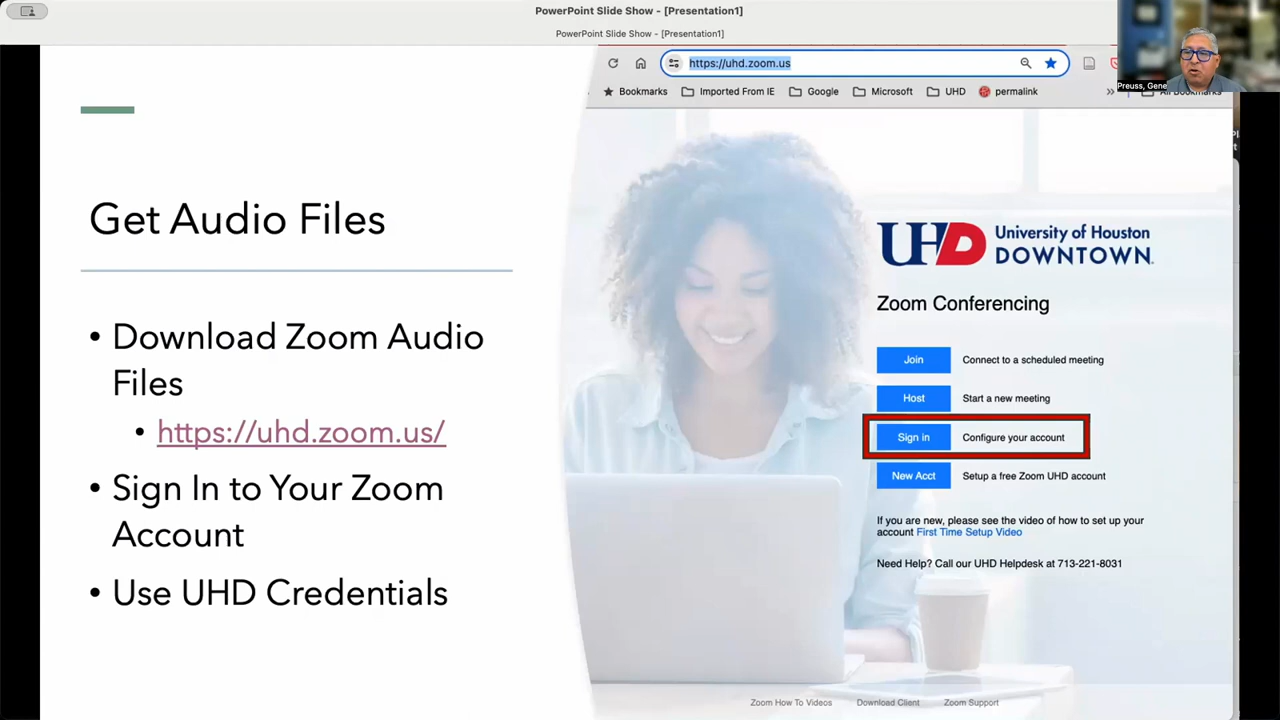 PowerPoint Slide Show - [Presentation1]
PowerPoint Slide Show - [Presentation1]
Get Audio Files
• Download Zoom Audio
Files
• https://uhd.zoom.us/
• Sign In to Your Zoom
Account
• Use UHD Credentials
https://uhd.zoom.us
Bookmarks Imported From IE Google Microsoft UHD permalink » All Bookmarks
Preuss, Gene
UHD University of Houston
DOWNTOWN
Zoom Conferencing
Join Connect to a scheduled meeting
Host Start a new meeting
Sign in Configure your account
New Acct Setup a free Zoom UHD account
If you are new, please see the video of how to set up your
account First Time Setup Video
Need Help? Call our UHD Helpdesk at 713-221-8031
Zoom How To Videos Download Client Zoom Support